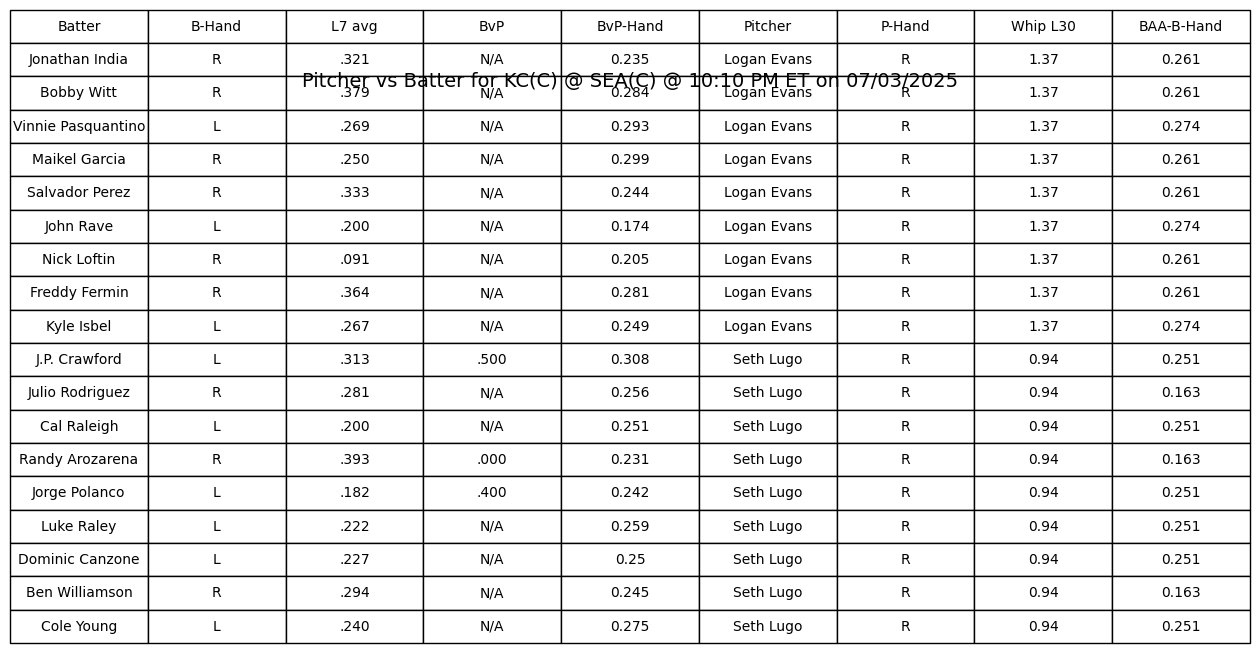 Batter B-Hand L7 avg BvP BvP-Hand Pitcher P-Hand Whip L30 BAA-B-Hand
Jonathan India R .321 N/A 0.235 Logan Evans R 1.37 0.261
Pitcher vs Batter for KC(C) @ SEA(C) @ 10:10 PM ET on 07/03/2025
Bobby Witt R .379 N/A 0.284 Logan Evans R 1.37 0.261
Vinnie Pasquantino L .269 N/A 0.293 Logan Evans R 1.37 0.274
Maikel Garcia R .250 N/A 0.299 Logan Evans R 1.37 0.261
Salvador Perez R .333 N/A 0.244 Logan Evans R 1.37 0.261
John Rave L .200 N/A 0.174 Logan Evans R 1.37 0.274
Nick Loftin R .091 N/A 0.205 Logan Evans R 1.37 0.261
Freddy Fermin R .364 N/A 0.281 Logan Evans R 1.37 0.261
Kyle Isbel L .267 N/A 0.249 Logan Evans R 1.37 0.274
J.P. Crawford L .313 .500 0.308 Seth Lugo R 0.94 0.251
Julio Rodriguez R .281 N/A 0.256 Seth Lugo R 0.94 0.163
Cal Raleigh L .200 N/A 0.251 Seth Lugo R 0.94 0.251
Randy Arozarena R .393 .000 0.231 Seth Lugo R 0.94 0.163
Jorge Polanco L .182 .400 0.242 Seth Lugo R 0.94 0.251
Luke Raley L .222 N/A 0.259 Seth Lugo R 0.94 0.251
Dominic Canzone L .227 N/A 0.25 Seth Lugo R 0.94 0.251
Ben Williamson R .294 N/A 0.245 Seth Lugo R 0.94 0.163
Cole Young L .240 N/A 0.275 Seth Lugo R 0.94 0.251